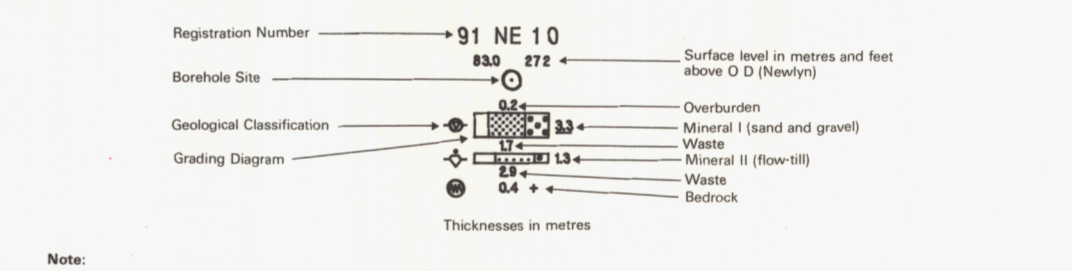 Registration Number 91 NE 10
83.0 272 Surface level in metres and feet
above O D (Newlyn)
Borehole Site
0.2 Overburden
Geological Classification 3.3 Mineral I (sand and gravel)
1.7 Waste
Grading Diagram 1.3 Mineral II (flow-till)
2.9 Waste
0.4 + Bedrock
Thicknesses in metres
Note: